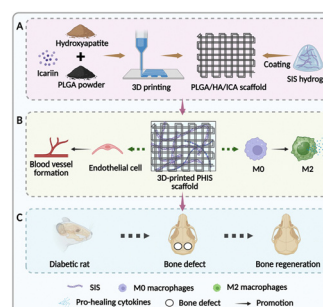 A
Hydroxyapatite
Icariin
PLGA powder
3D printing
PLGA/HA/ICA scaffold
Coating
SIS hydrog
B
Blood vessel
formation
Endothelial cell
3D-printed PHIS
scaffold
M0
M2
C
Diabetic rat
Bone defect
Bone regeneration
SIS
M0 macrophages
M2 macrophages
Pro-healing cytokines
Bone defect
Promotion